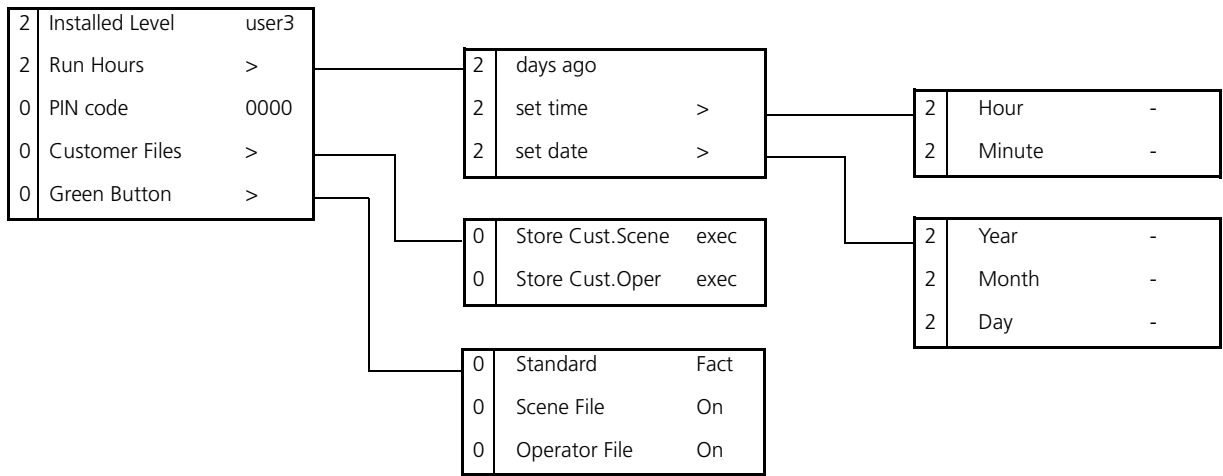 2 Installed Level user3
2 Run Hours >
0 PIN code 0000
0 Customer Files >
0 Green Button >
2 days ago
2 set time >
2 set date >
2 Hour -
2 Minute -
0 Store Cust.Scene exec
0 Store Cust.Oper exec
2 Year -
2 Month -
2 Day -
0 Standard Fact
0 Scene File On
0 Operator File On